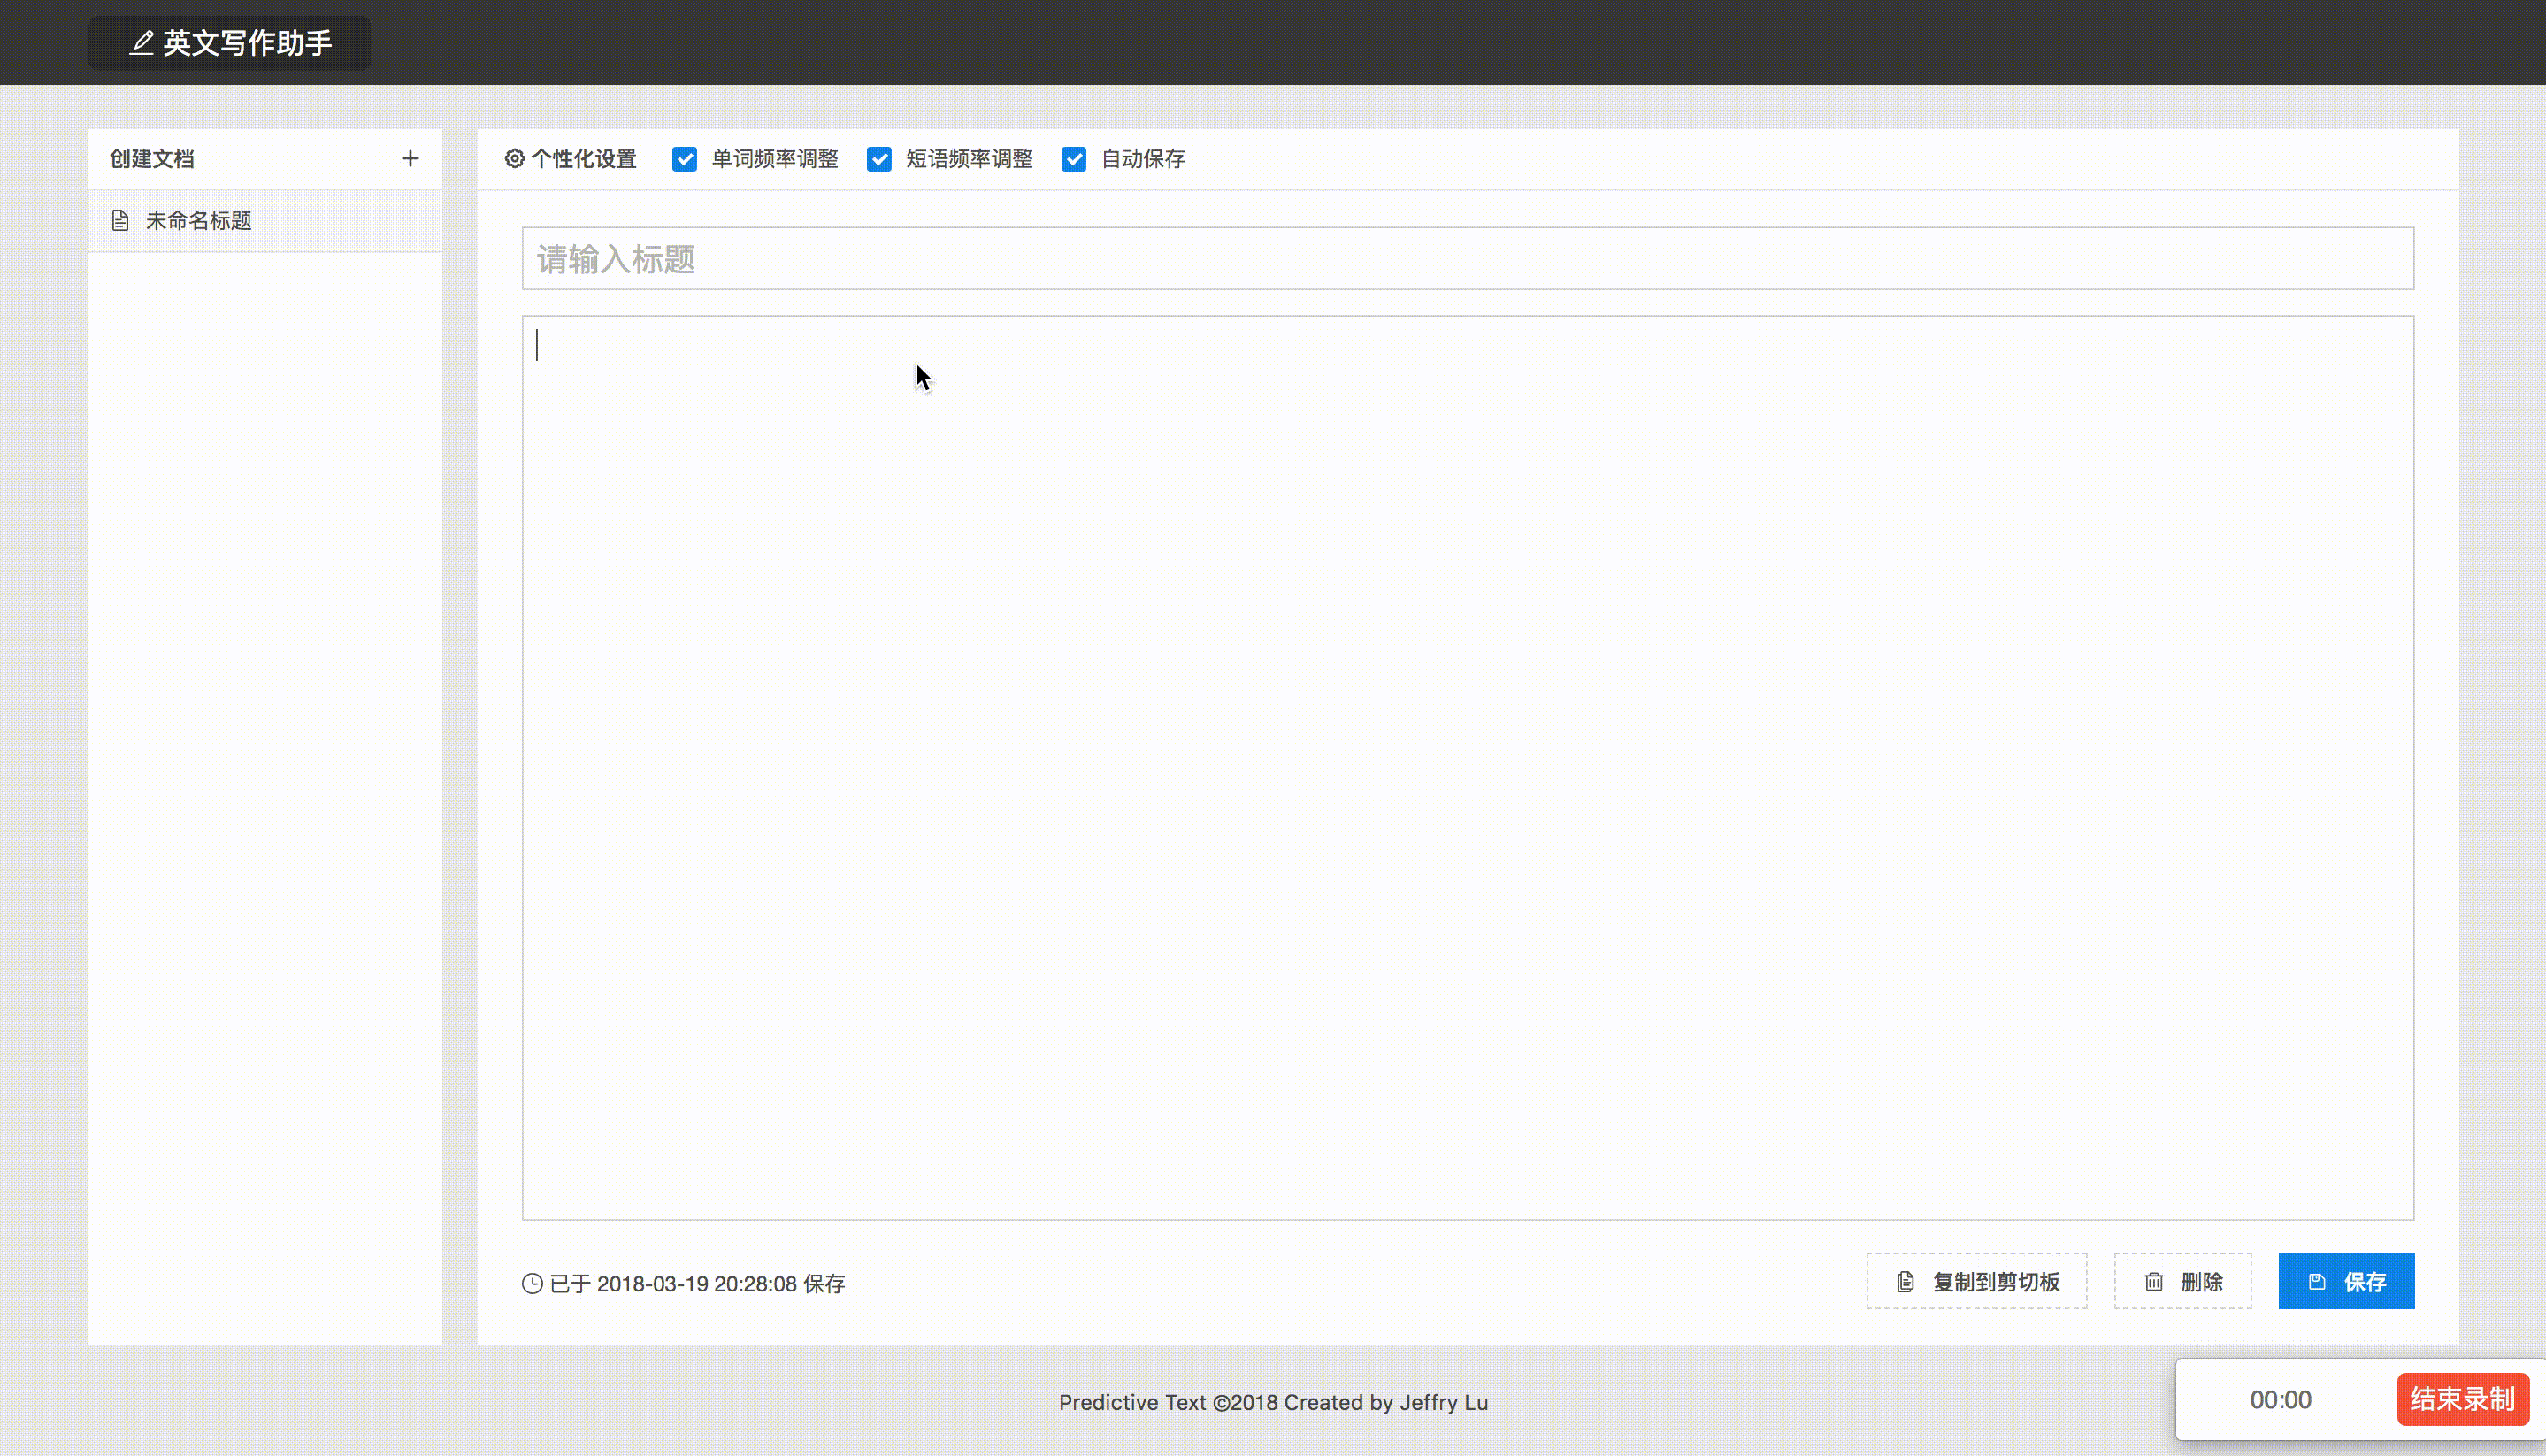 英文写作助手
创建文档
未命名标题
个性化设置 单词频率调整 短语频率调整 自动保存
请输入标题
已于 2018-03-19 20:28:08 保存
复制到剪切板 删除 保存
Predictive Text ©2018 Created by Jeffry Lu
00:00 结束录制